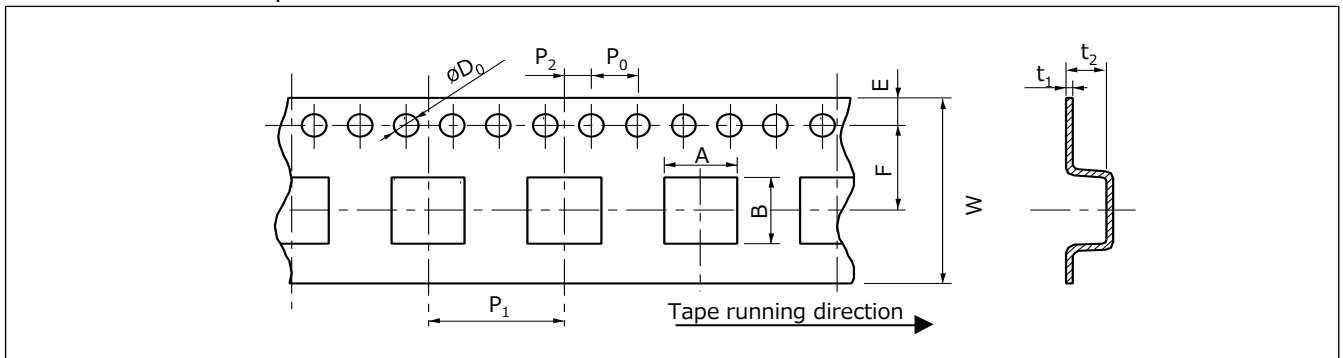 P2 P0
øD0
E
t2
t1
A
F
B
W
P1
Tape running direction